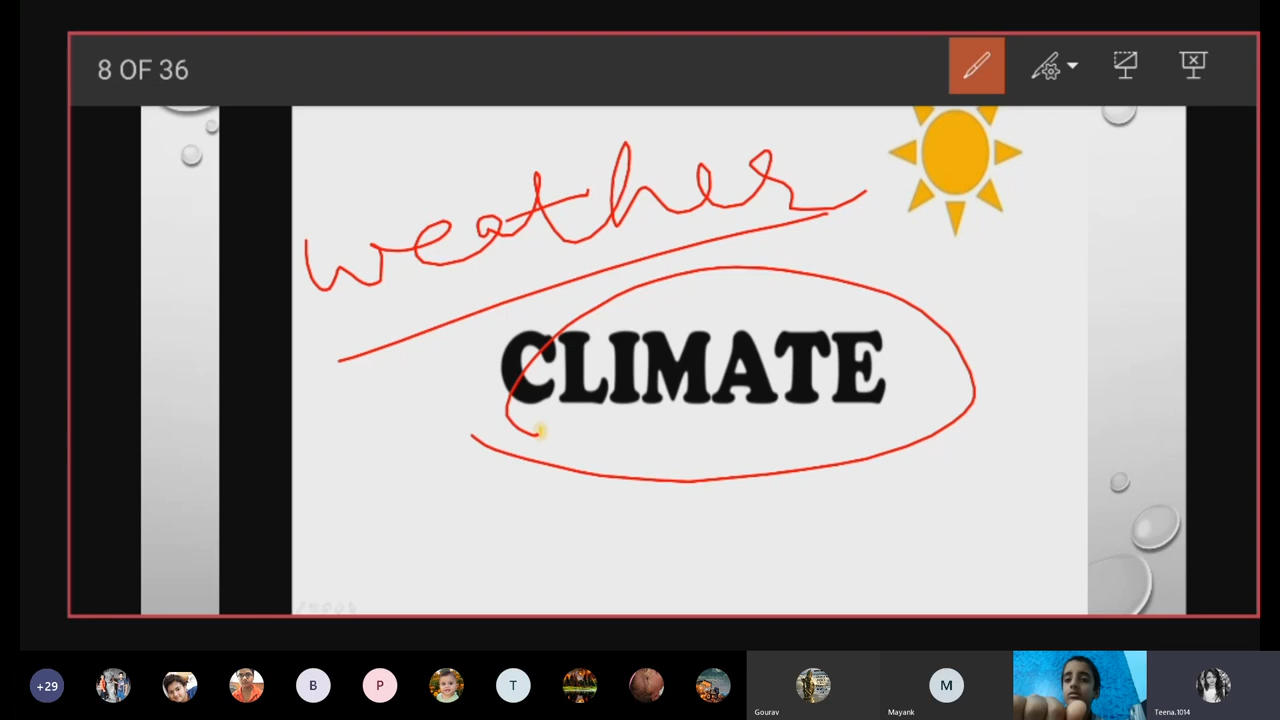 8 OF 36
weather
CLIMATE
+29
B
P
T
M
Gourav
Mayank
Teena.1014